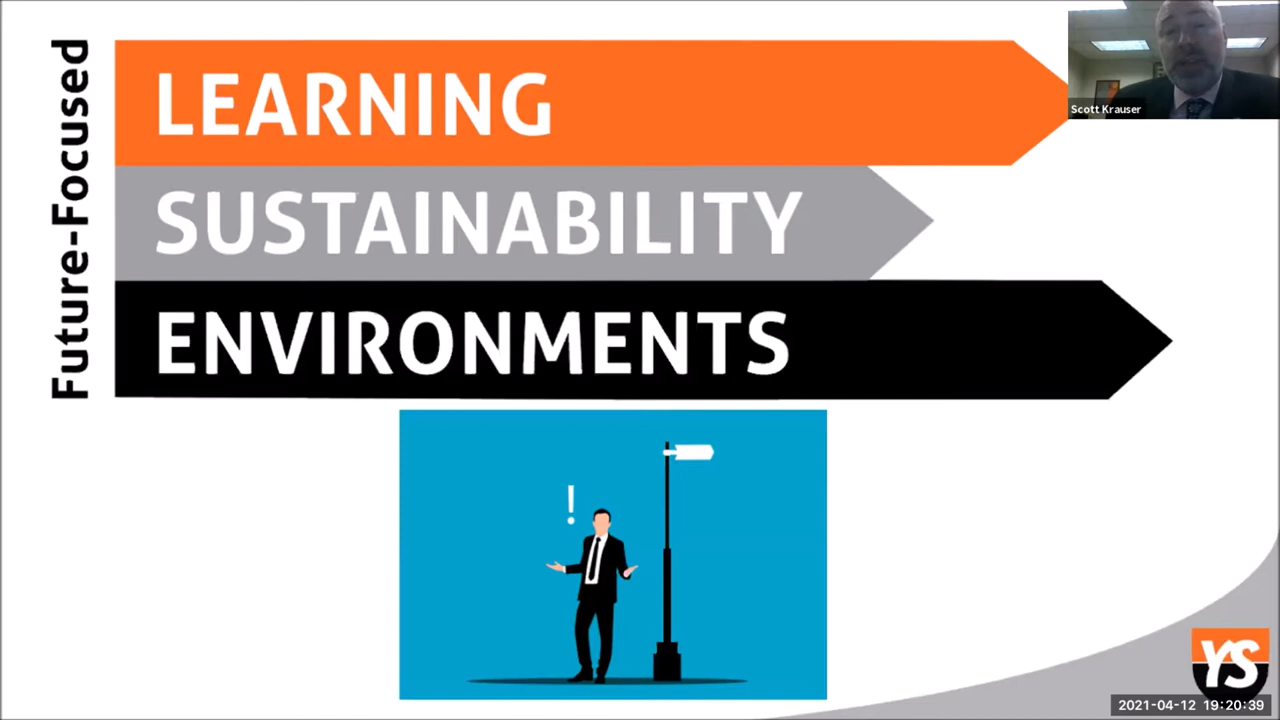 Future-Focused
LEARNING
SUSTAINABILITY
ENVIRONMENTS
Scott Krauser
!
YS
2021-04-12 19:20:39